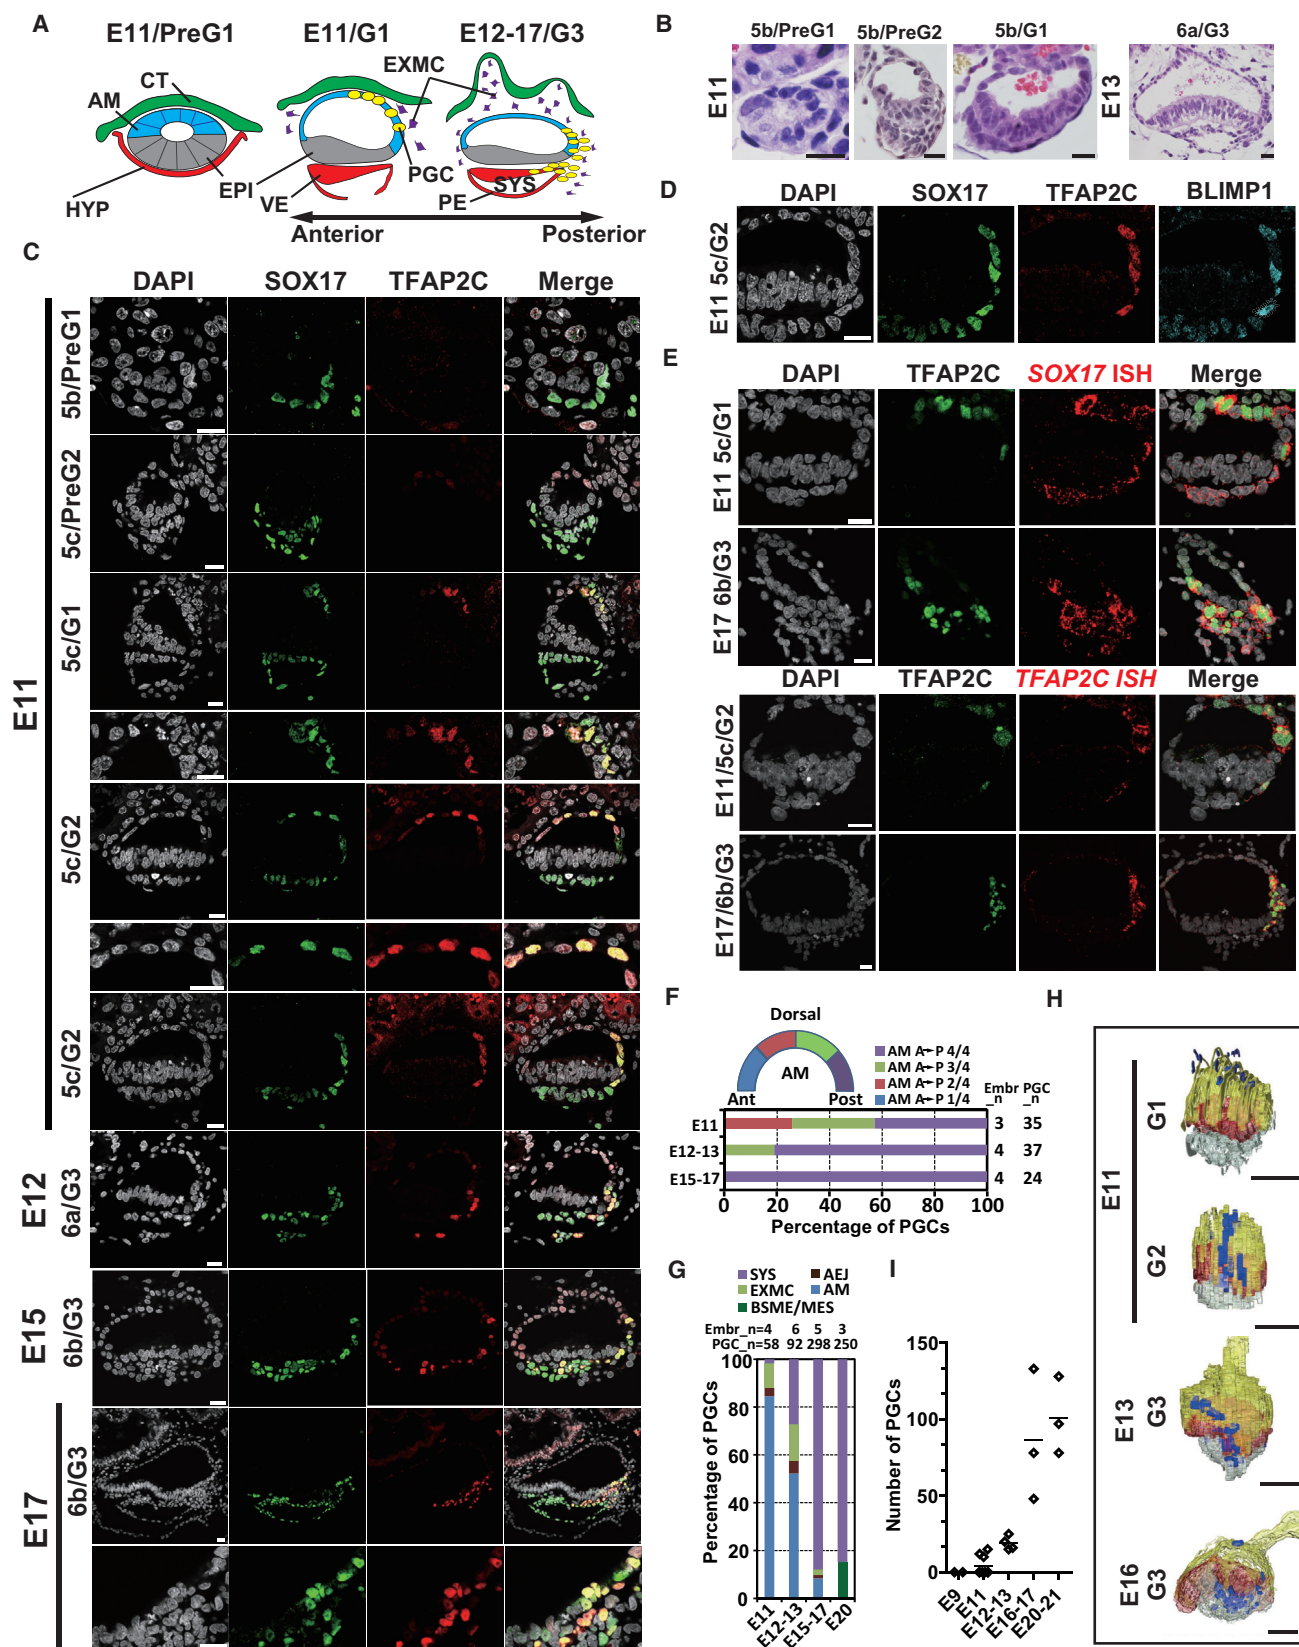 A
E11/PreG1
E11/G1
E12-17/G3
CT
AM
EXMC
EPI
VE
PGC
SYS
PE
HYP
Anterior
Posterior
B
5b/PreG1
5b/PreG2
5b/G1
6a/G3
E11
E13
C
DAPI
SOX17
TFAP2C
Merge
E11
5b/PreG1
5c/PreG2
5c/G1
5c/G2
5c/G2
E12
6a/G3
E15
6b/G3
E17
6b/G3
D
DAPI
SOX17
TFAP2C
BLIMP1
E11 5c/G2
E
DAPI
TFAP2C
SOX17 ISH
Merge
E11 5c/G1
E17 6b/G3
DAPI
TFAP2C
TFAP2C ISH
Merge
E11/5c/G2
E17/6b/G3
F
Dorsal
AM
Ant
Post
AM A→P 4/4
AM A→P 3/4
AM A→P 2/4
AM A→P 1/4
Embr PGC
_n _n
E11 3 35
E12-13 4 37
E15-17 4 24
0 20 40 60 80 100
Percentage of PGCs
G
SYS
AEJ
EXMC
AM
BSME/MES
Embr_n=4 6 5 3
PGC_n=58 92 298 250
100
80
60
40
20
0
Percentage of PGCs
E11
E12-13
E15-17
E20
H
E11
G1
G2
E13
G3
E16
G3
I
150
100
50
0
Number of PGCs
E9
E11
E12-13
E16-17
E20-21